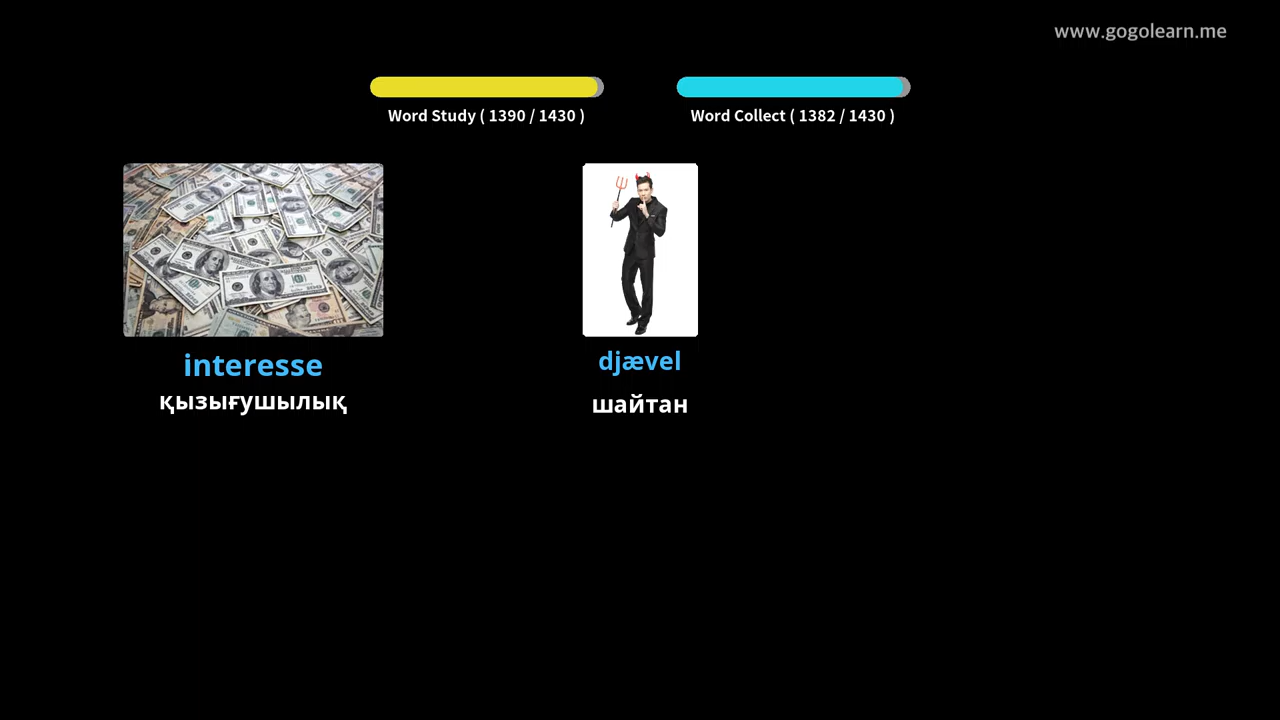 www.gogolearn.me
Word Study ( 1390 / 1430 )
Word Collect ( 1382 / 1430 )
interesse
қызығушылық
djævel
шайтан